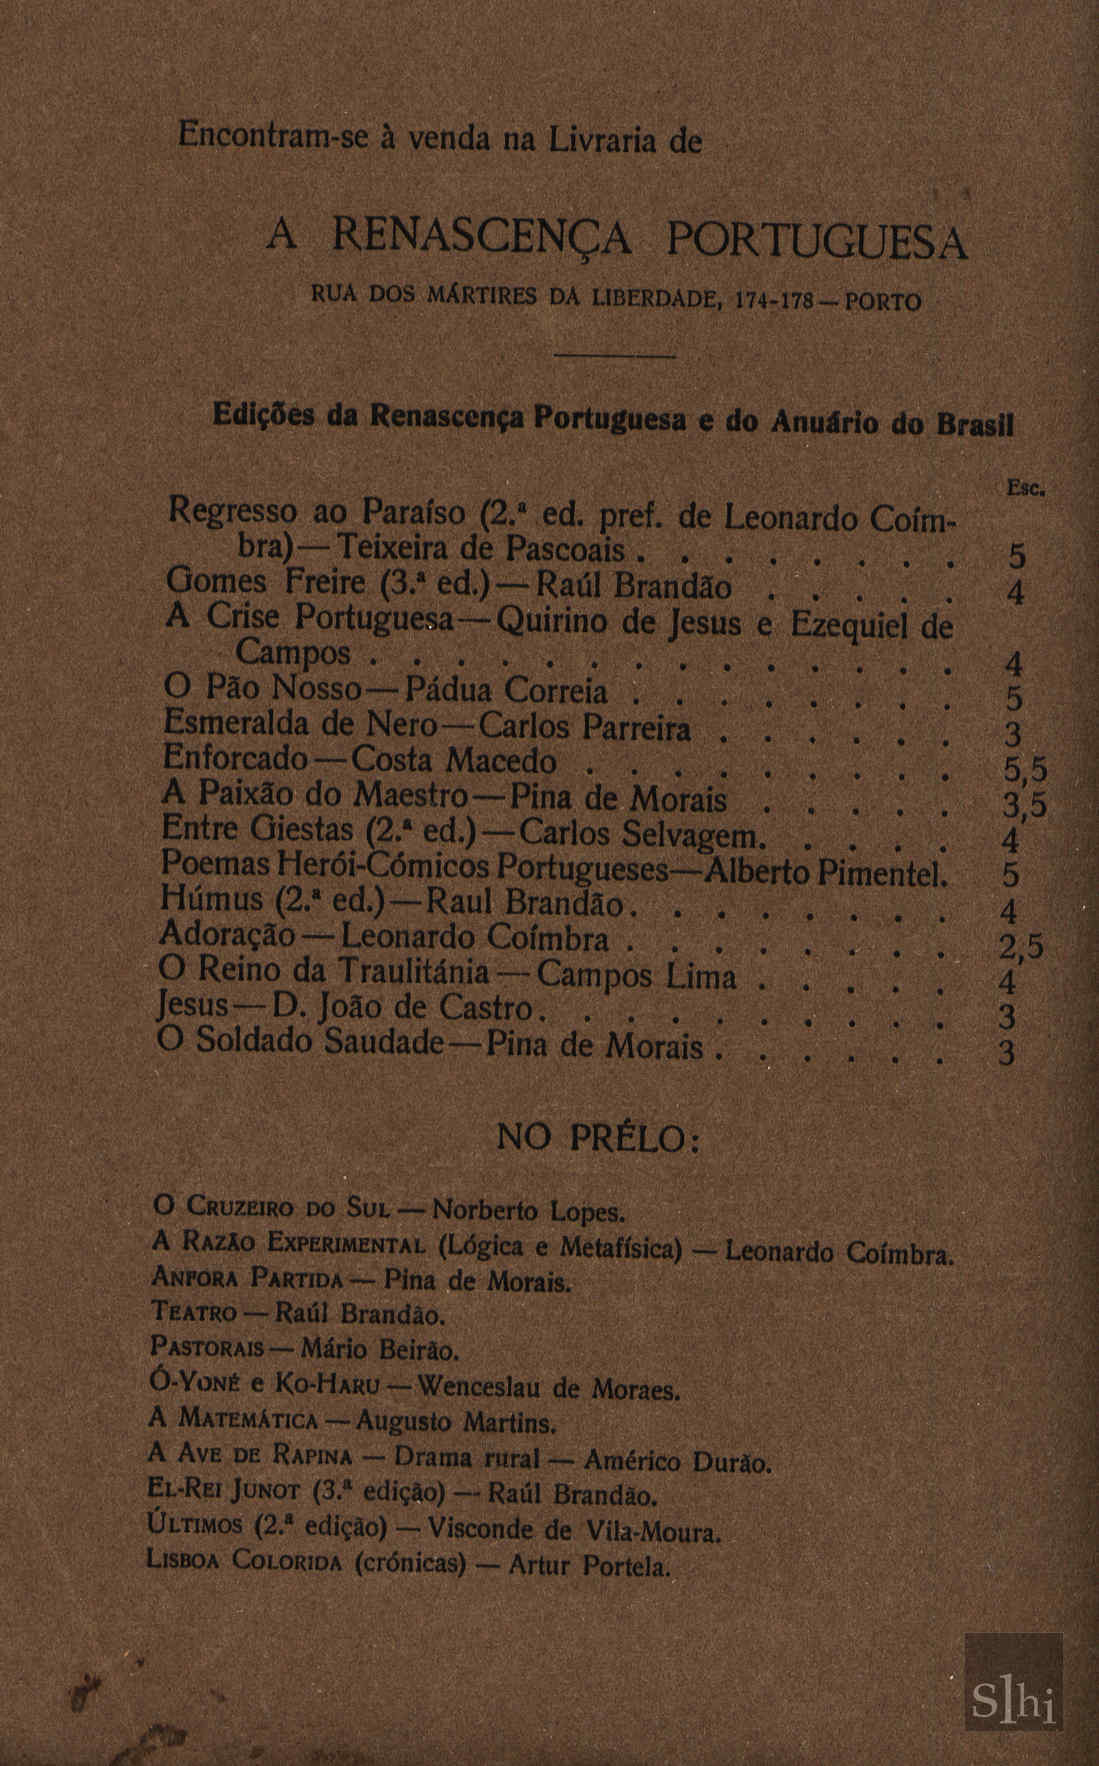 Encontram-se à venda na Livraria de
A RENASCENÇA PORTUGUESA
RUA DOS MÁRTIRES DA LIBERDADE, 174-178 — PORTO
Edições da Renascença Portuguesa e do Anuário do Brasil
Esc.
Regresso ao Paraíso (2.ª ed. pref. de Leonardo Coím-
bra) — Teixeira de Pascoais . . . . . . . . 5
Gomes Freire (3.ª ed.) — Raúl Brandão . . . . . 4
A Crise Portuguesa — Quirino de Jesus e Ezequiel de
Campos . . . . . . . . . . . . . . 4
O Pão Nosso — Pádua Correia . . . . . . . . 5
Esmeralda de Nero — Carlos Parreira . . . . . . 3
Enforcado — Costa Macedo . . . . . . . . . 5,5
A Paixão do Maestro — Pina de Morais . . . . . 3,5
Entre Giestas (2.ª ed.) — Carlos Selvagem. . . . . 4
Poemas Herói-Cómicos Portugueses — Alberto Pimentel. 5
Húmus (2.ª ed.) — Raul Brandão. . . . . . . . 4
Adoração — Leonardo Coímbra . . . . . . . . 2,5
O Reino da Traulitánia — Campos Lima . . . . . 4
Jesus — D. João de Castro. . . . . . . . . . 3
O Soldado Saudade — Pina de Morais . . . . . . 3
NO PRÉLO:
O CRUZEIRO DO SUL — Norberto Lopes.
A RAZÃO EXPERIMENTAL (Lógica e Metafísica) — Leonardo Coímbra.
ANFORA PARTIDA — Pina de Morais.
TEATRO — Raúl Brandão.
PASTORAIS — Mário Beirão.
Ó-YONÉ e KO-HARU — Wenceslau de Moraes.
A MATEMÁTICA — Augusto Martins.
A AVE DE RAPINA — Drama rural — Américo Durão.
EL-REI JUNOT (3.ª edição) — Raúl Brandão.
ÚLTIMOS (2.ª edição) — Visconde de Vila-Moura.
LISBOA COLORIDA (crónicas) — Artur Portela.
Slhi